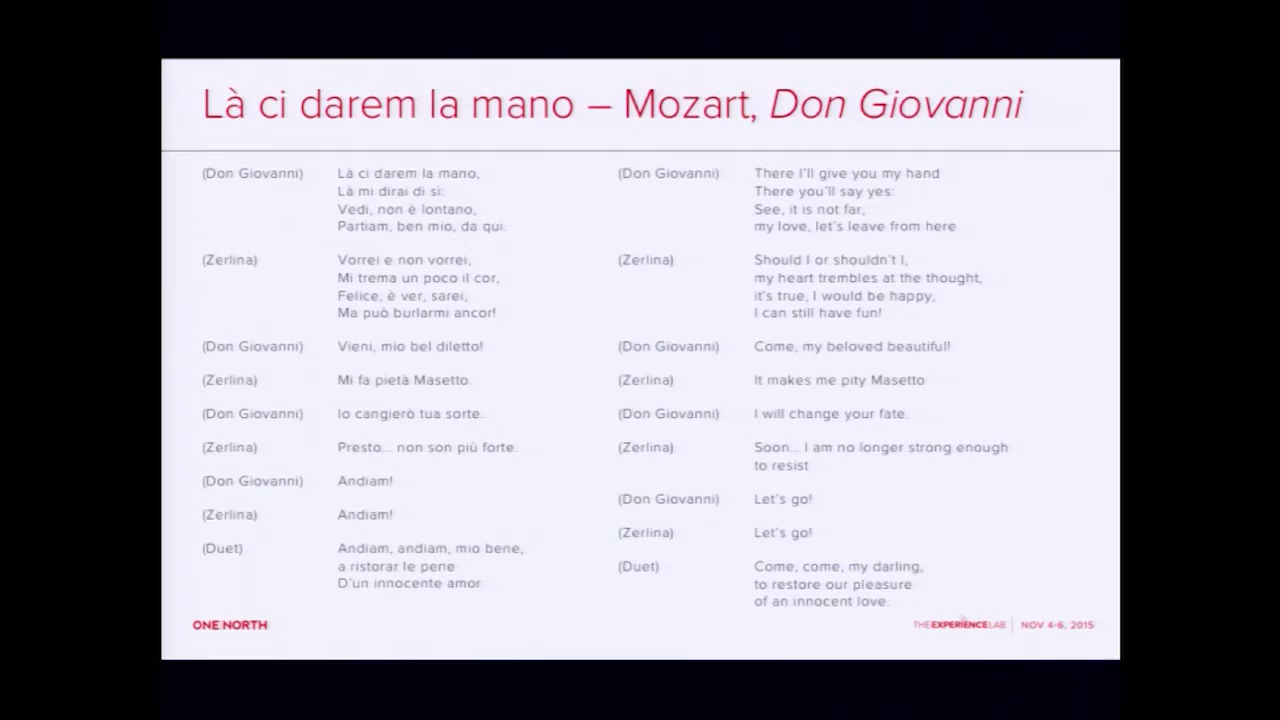 Là ci darem la mano – Mozart, Don Giovanni
(Don Giovanni) Là ci darem la mano,
Là mi dirai di sì:
Vedi, non è lontano,
Partiam, ben mio, da qui.
(Zerlina) Vorrei e non vorrei,
Mi trema un poco il cor,
Felice, è ver, sarei,
Ma può burlarmi ancor!
(Don Giovanni) Vieni, mio bel diletto!
(Zerlina) Mi fa pietà Masetto.
(Don Giovanni) Io cangierò tua sorte.
(Zerlina) Presto... non son più forte.
(Don Giovanni) Andiam!
(Zerlina) Andiam!
(Duet) Andiam, andiam, mio bene,
a ristorar le pene
D'un innocente amor.
(Don Giovanni) There I'll give you my hand
There you'll say yes:
See, it is not far,
my love, let's leave from here
(Zerlina) Should I or shouldn't I,
my heart trembles at the thought,
it's true, I would be happy,
I can still have fun!
(Don Giovanni) Come, my beloved beautiful!
(Zerlina) It makes me pity Masetto
(Don Giovanni) I will change your fate.
(Zerlina) Soon... I am no longer strong enough
to resist
(Don Giovanni) Let's go!
(Zerlina) Let's go!
(Duet) Come, come, my darling,
to restore our pleasure
of an innocent love.
ONE NORTH
THE EXPERIENCE LAB | NOV 4-6, 2015